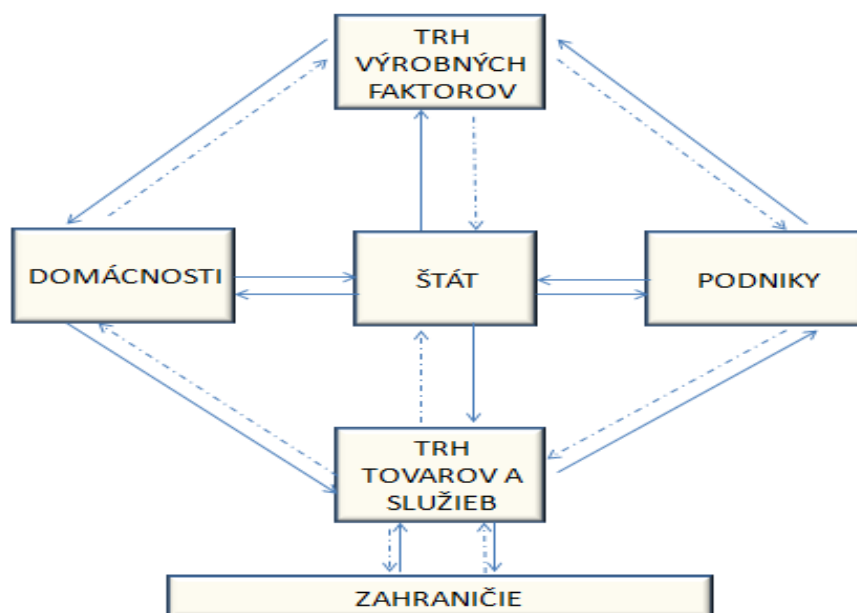 TRH
VÝROBNÝCH
FAKTOROV
DOMÁCNOSTI
ŠTÁT
PODNIKY
TRH
TOVAROV A
SLUŽIEB
ZAHRANIČIE